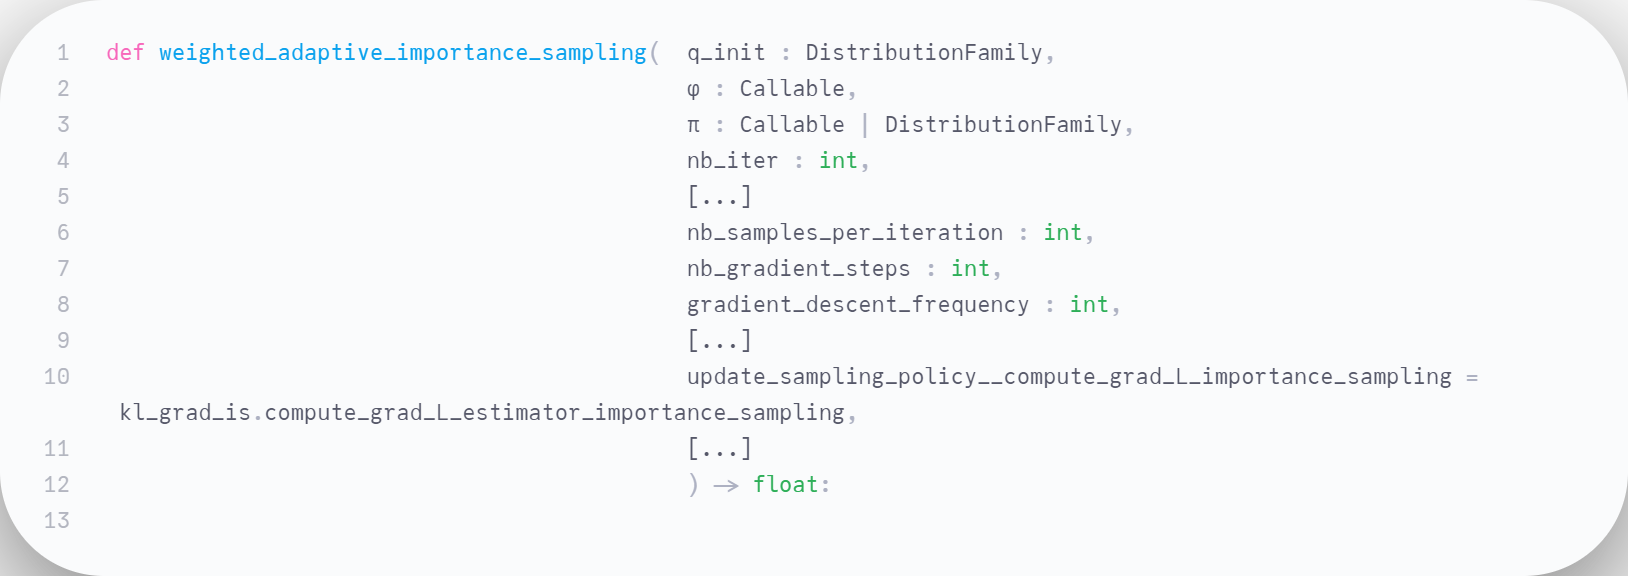 1 def weighted_adaptive_importance_sampling( q_init : DistributionFamily,
2 φ : Callable,
3 π : Callable | DistributionFamily,
4 nb_iter : int,
5 [...]
6 nb_samples_per_iteration : int,
7 nb_gradient_steps : int,
8 gradient_descent_frequency : int,
9 [...]
10 update_sampling_policy__compute_grad_L_importance_sampling =
kl_grad_is.compute_grad_L_estimator_importance_sampling,
11 [...]
12 ) -> float:
13